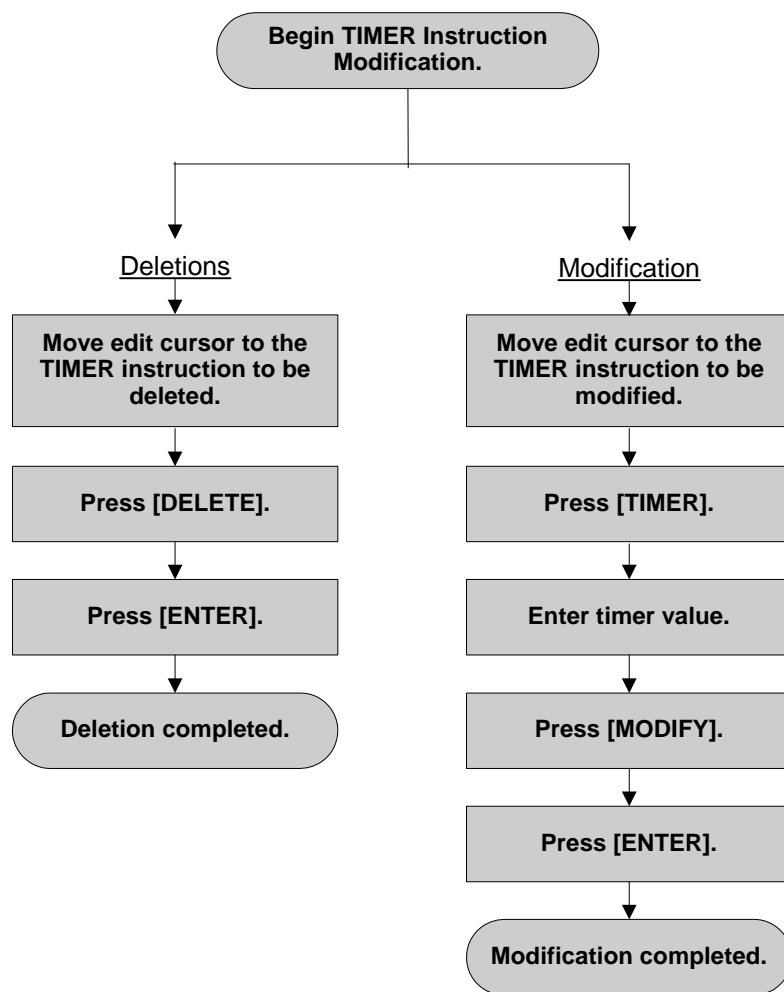 Begin TIMER Instruction
Modification.
Deletions
Move edit cursor to the
TIMER instruction to be
deleted.
Press [DELETE].
Press [ENTER].
Deletion completed.
Modification
Move edit cursor to the
TIMER instruction to be
modified.
Press [TIMER].
Enter timer value.
Press [MODIFY].
Press [ENTER].
Modification completed.